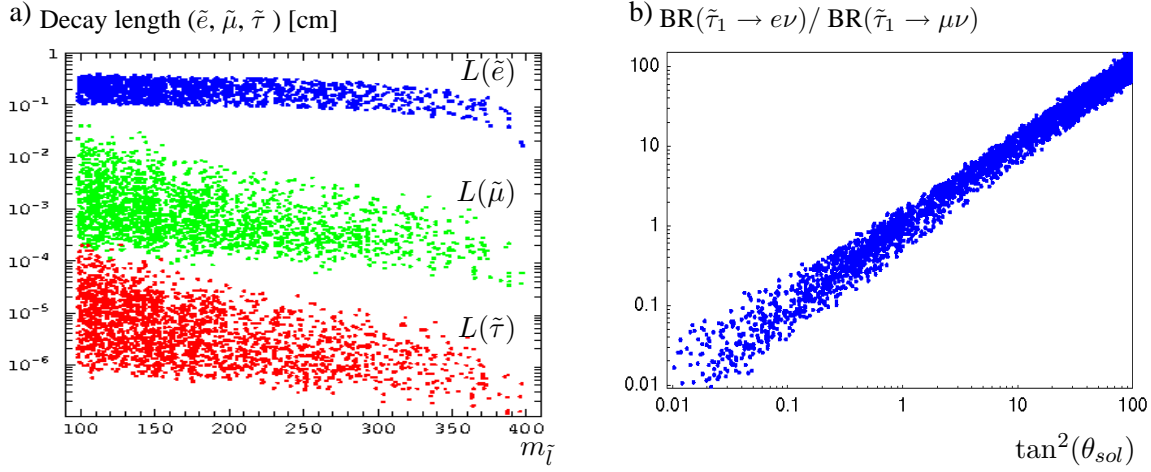 a) Decay length (ẽ, μ̃, τ̃ ) [cm]
1
10⁻¹
10⁻²
10⁻³
10⁻⁴
10⁻⁵
10⁻⁶
L(ẽ)
L(μ̃)
L(τ̃)
100 150 200 250 300 350 400
m_l̃
b) BR(τ̃₁ → eν)/ BR(τ̃₁ → μν)
100
10
1
0.1
0.01
0.01 0.1 1 10 100
tan²(θ_sol)